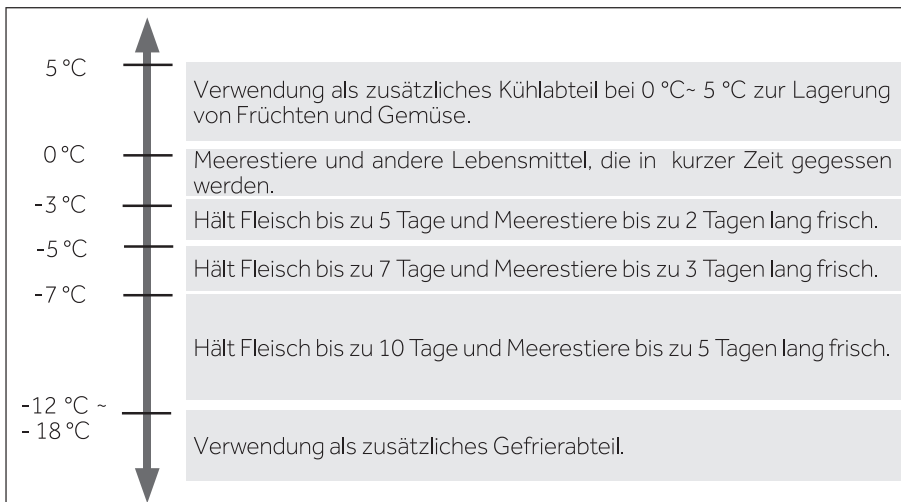 5 °C
Verwendung als zusätzliches Kühlabteil bei 0 °C~ 5 °C zur Lagerung
von Früchten und Gemüse.
0 °C
Meerestiere und andere Lebensmittel, die in kurzer Zeit gegessen
werden.
-3 °C
Hält Fleisch bis zu 5 Tage und Meerestiere bis zu 2 Tagen lang frisch.
-5 °C
Hält Fleisch bis zu 7 Tage und Meerestiere bis zu 3 Tagen lang frisch.
-7 °C
Hält Fleisch bis zu 10 Tage und Meerestiere bis zu 5 Tagen lang frisch.
-12 °C ~
- 18 °C
Verwendung als zusätzliches Gefrierabteil.